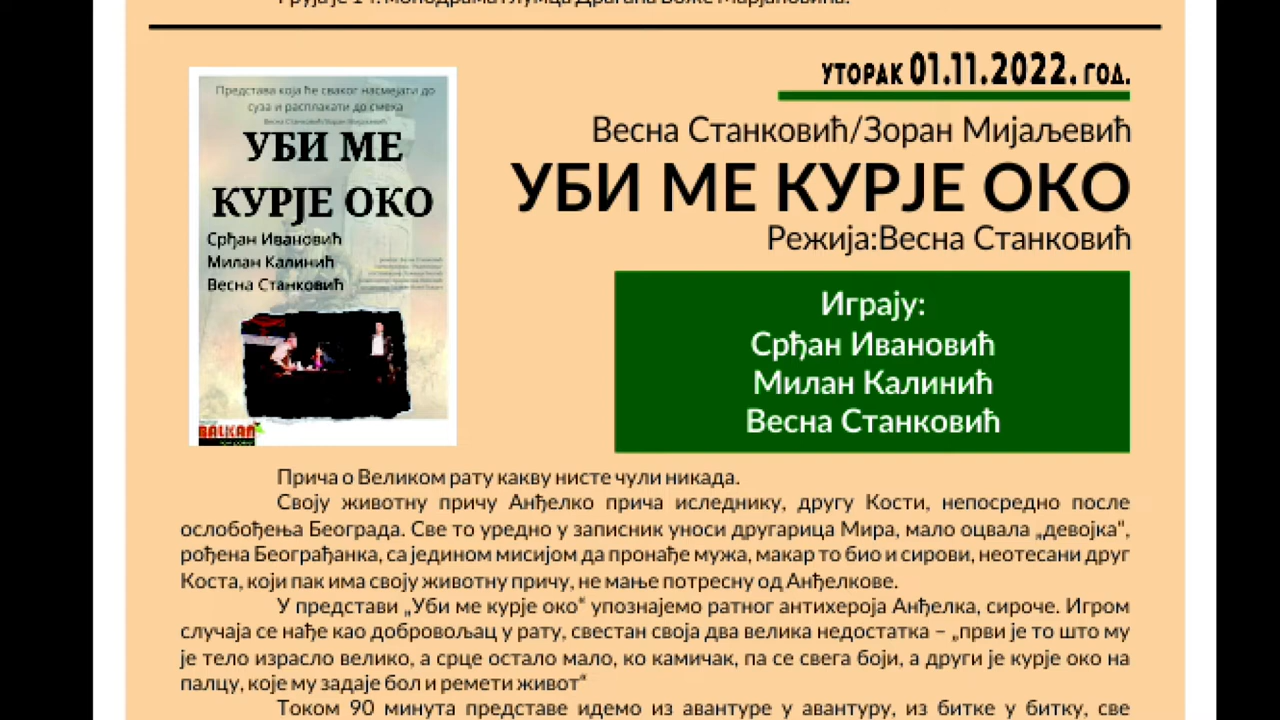 УТОРАК 01.11.2022. ГОД.
Представа која ће сваког насмејати до
суза и расплакати до смеха
УБИ МЕ
КУРЈЕ ОКО
Срђан Ивановић
Милан Калинић
Весна Станковић
BALKAN
Весна Станковић/Зоран Мијаљевић
УБИ МЕ КУРЈЕ ОКО
Режија:Весна Станковић
Играју:
Срђан Ивановић
Милан Калинић
Весна Станковић
Прича о Великом рату какву нисте чули никада.
Своју животну причу Анђелко прича иследнику, другу Кости, непосредно после
ослобођења Београда. Све то уредно у записник уноси другарица Мира, мало оцвала „девојка",
рођена Београђанка, са једином мисијом да пронађе мужа, макар то био и сирови, неотесани друг
Коста, који пак има своју животну причу, не мање потресну од Анђелкове.
У представи „Уби ме курје око“ упознајемо ратног антихероја Анђелка, сироче. Игром
случаја се нађе као добровољац у рату, свестан своја два велика недостатка – „први је то што му
је тело израсло велико, а срце остало мало, ко камичак, па се свега боји, а други је курје око на
палцу, које му задаје бол и ремети живот“
Током 90 минута представе идемо из авантуре у авантуру, из битке у битку, све